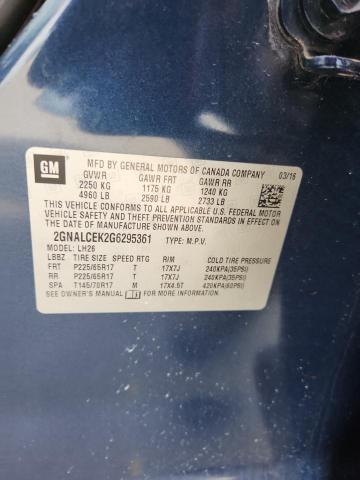 GM
MFD BY GENERAL MOTORS OF CANADA COMPANY 03/16
GVWR GAWR FRT GAWR RR
2250 KG 1175 KG 1240 KG
4960 LB 2590 LB 2733 LB
THIS VEHICLE CONFORMS TO ALL APPLICABLE U.S. FEDERAL MOTOR
VEHICLE SAFETY, BUMPER, AND THEFT PREVENTION STANDARDS IN
EFFECT ON THE DATE OF MANUFACTURE SHOWN ABOVE.
2GNALCEK2G6295361 TYPE: M.P.V.
MODEL: LH26
LBBZ TIRE SIZE SPEED RTG RIM COLD TIRE PRESSURE
FRT P225/65R17 T 17X7J 240KPA(35PSI)
RR P225/65R17 T 17X7J 240KPA(35PSI)
SPA T145/70R17 M 17X4.5T 420KPA(60PSI)
SEE OWNER'S MANUAL FOR MORE INFORMATION